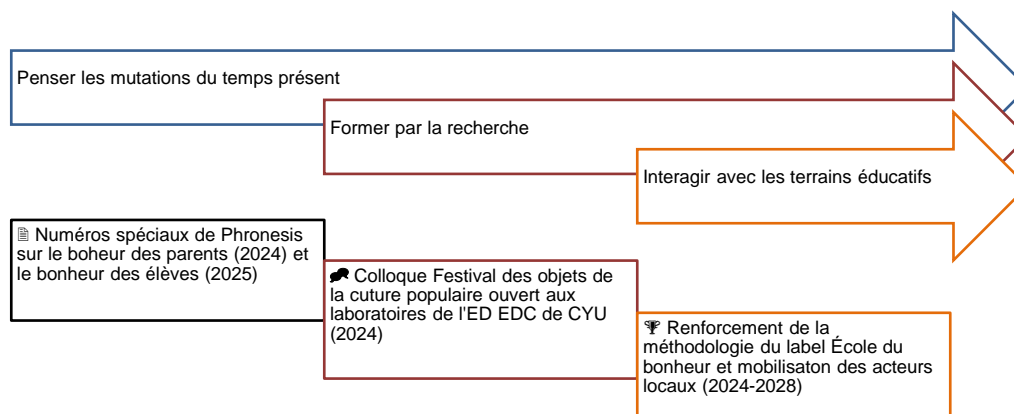 Penser les mutations du temps présent
Former par la recherche
Interagir avec les terrains éducatifs
Numéros spéciaux de Phronesis
sur le boheur des parents (2024) et
le bonheur des élèves (2025)
Colloque Festival des objets de
la cuture populaire ouvert aux
laboratoires de l'ED EDC de CYU
(2024)
Renforcement de la
méthodologie du label École du
bonheur et mobilisaton des acteurs
locaux (2024-2028)